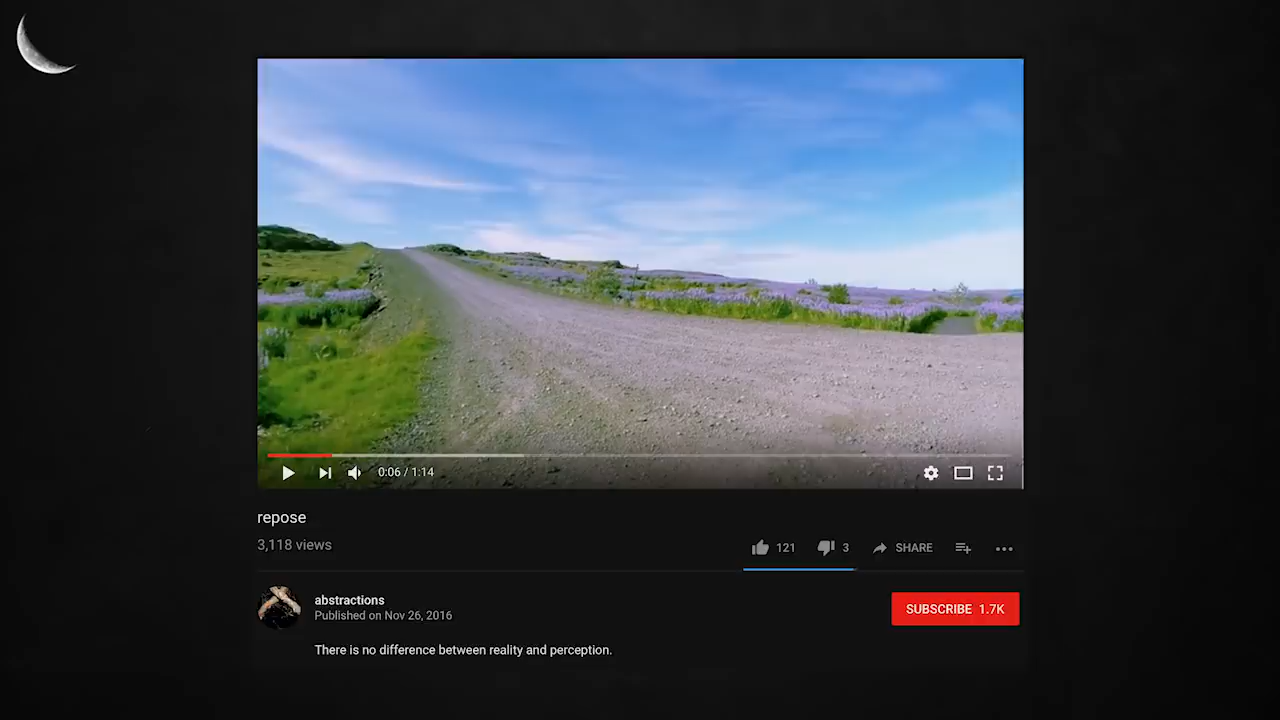 0:06 / 1:14
repose
3,118 views
121
3
SHARE
abstractions
Published on Nov 26, 2016
SUBSCRIBE 1.7K
There is no difference between reality and perception.